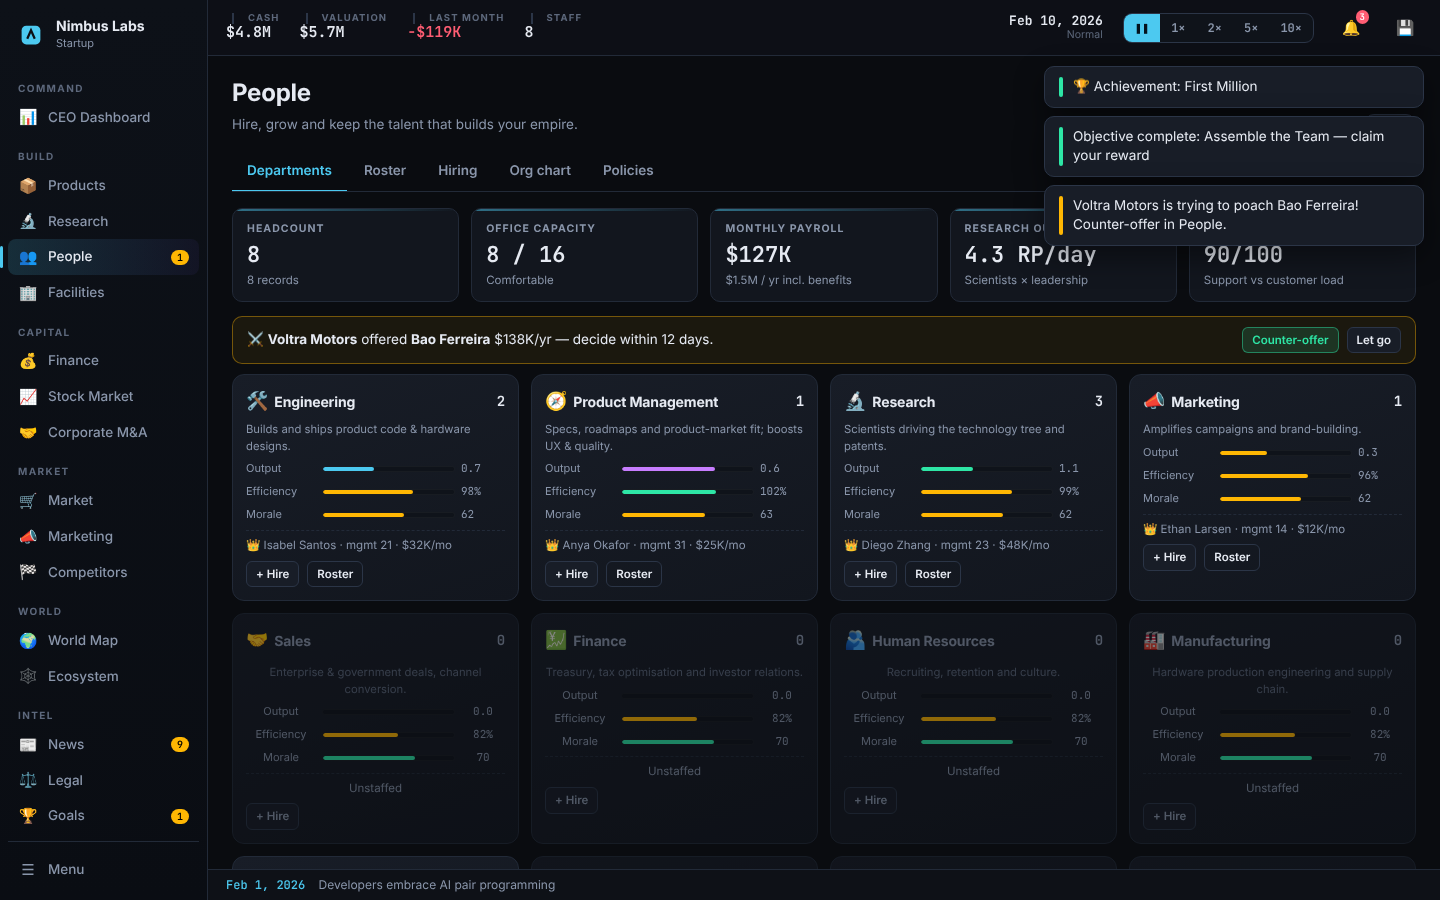 Nimbus Labs
Startup
COMMAND
CEO Dashboard
BUILD
Products
Research
People 1
Facilities
CAPITAL
Finance
Stock Market
Corporate M&A
MARKET
Market
Marketing
Competitors
WORLD
World Map
Ecosystem
INTEL
News 9
Legal
Goals 1
Menu
CASH VALUATION LAST MONTH STAFF
$4.8M $5.7M -$119K 8
Feb 10, 2026
Normal
1× 2× 5× 10×
3
People
Hire, grow and keep the talent that builds your empire.
Achievement: First Million
Objective complete: Assemble the Team — claim
your reward
Voltra Motors is trying to poach Bao Ferreira!
Counter-offer in People.
Departments Roster Hiring Org chart Policies
HEADCOUNT
8
8 records
OFFICE CAPACITY
8 / 16
Comfortable
MONTHLY PAYROLL
$127K
$1.5M / yr incl. benefits
RESEARCH
4.3 RP/day
Scientists × leadership
90/100
Support vs customer load
Voltra Motors offered Bao Ferreira $138K/yr — decide within 12 days.
Counter-offer Let go
Engineering 2
Builds and ships product code & hardware
designs.
Output 0.7
Efficiency 98%
Morale 62
Isabel Santos · mgmt 21 · $32K/mo
+ Hire Roster
Product Management 1
Specs, roadmaps and product-market fit; boosts
UX & quality.
Output 0.6
Efficiency 102%
Morale 63
Anya Okafor · mgmt 31 · $25K/mo
+ Hire Roster
Research 3
Scientists driving the technology tree and
patents.
Output 1.1
Efficiency 99%
Morale 62
Diego Zhang · mgmt 23 · $48K/mo
+ Hire Roster
Marketing 1
Amplifies campaigns and brand-building.
Output 0.3
Efficiency 96%
Morale 62
Ethan Larsen · mgmt 14 · $12K/mo
+ Hire Roster
Sales 0
Enterprise & government deals, channel
conversion.
Output 0.0
Efficiency 82%
Morale 70
Unstaffed
+ Hire
Finance 0
Treasury, tax optimisation and investor relations.
Output 0.0
Efficiency 82%
Morale 70
Unstaffed
+ Hire
Human Resources 0
Recruiting, retention and culture.
Output 0.0
Efficiency 82%
Morale 70
Unstaffed
+ Hire
Manufacturing 0
Hardware production engineering and supply
chain.
Output 0.0
Efficiency 82%
Morale 70
Unstaffed
+ Hire
Feb 1, 2026 Developers embrace AI pair programming